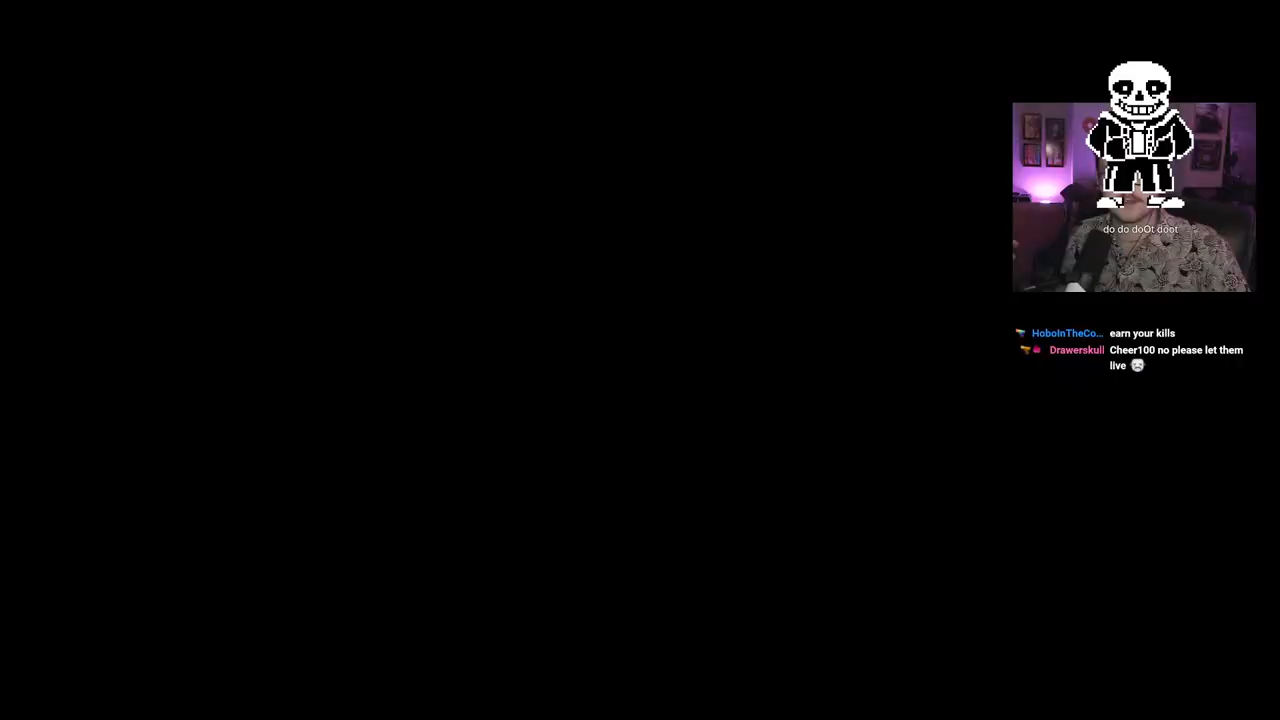 do do doOt doot
HoboInTheCo... earn your kills
Drawerskull Cheer100 no please let them
live